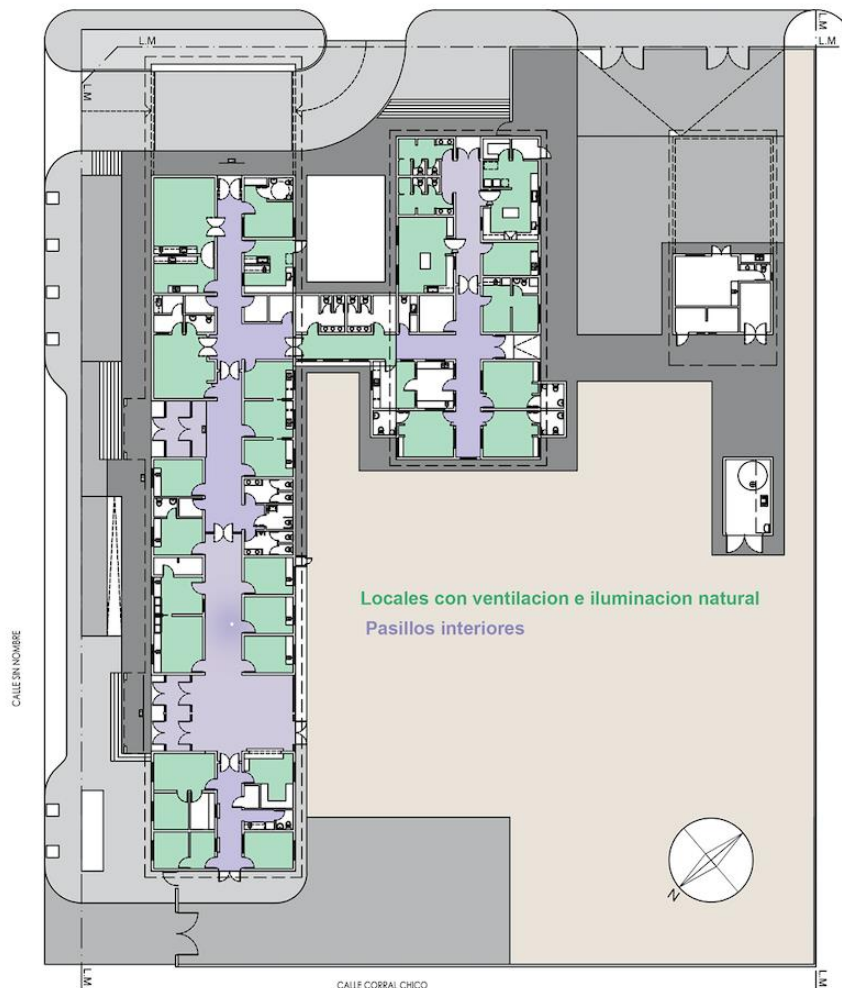 L.M
L.M
L.M
L.M
Locales con ventilacion e iluminacion natural
Pasillos interiores
CALLE SIN NOMBRE
N
L.M
CALLE CORRAL CHICO
L.M